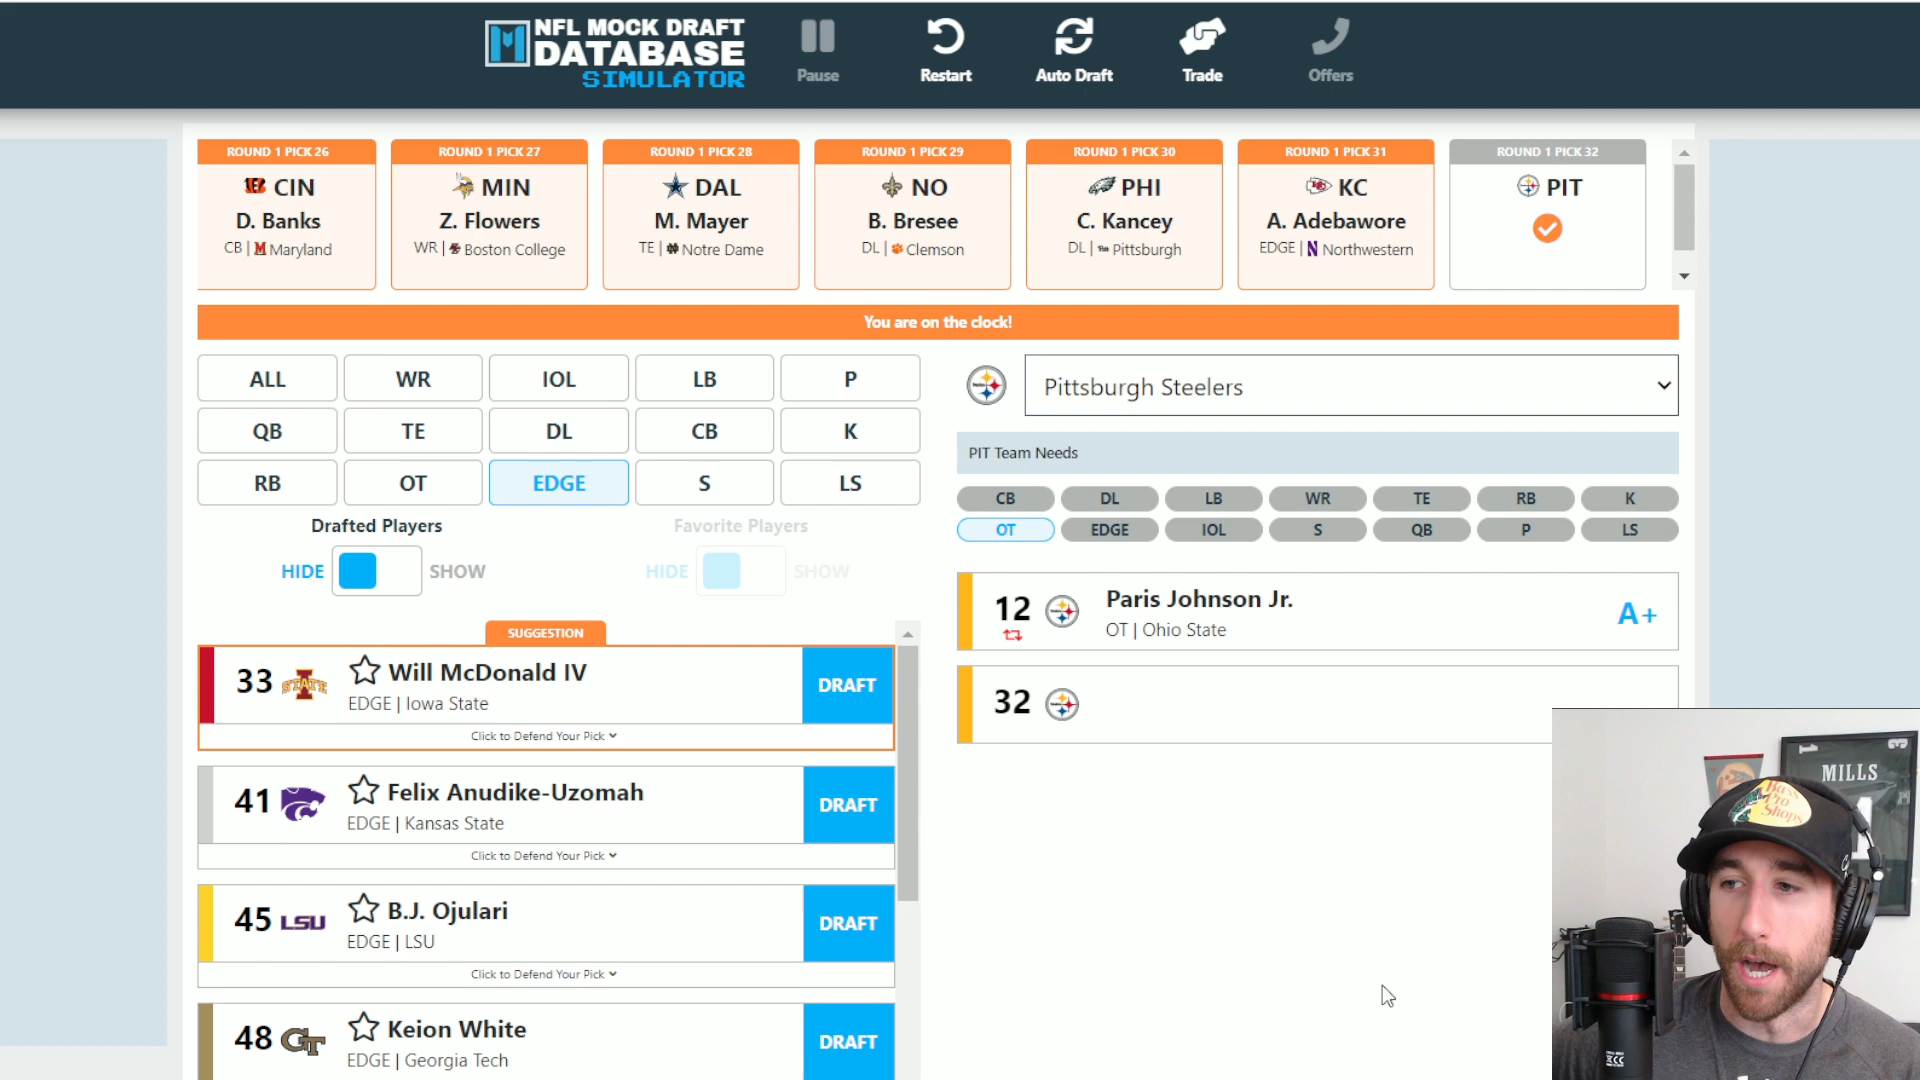 NFL MOCK DRAFT
DATABASE
SIMULATOR
Pause
Restart
Auto Draft
Trade
Offers
ROUND 1 PICK 26
CIN
D. Banks
CB | Maryland
ROUND 1 PICK 27
MIN
Z. Flowers
WR | Boston College
ROUND 1 PICK 28
DAL
M. Mayer
TE | Notre Dame
ROUND 1 PICK 29
NO
B. Bresee
DL | Clemson
ROUND 1 PICK 30
PHI
C. Kancey
DL | Pittsburgh
ROUND 1 PICK 31
KC
A. Adebawore
EDGE | Northwestern
ROUND 1 PICK 32
PIT
You are on the clock!
ALL WR IOL LB P
QB TE DL CB K
RB OT EDGE S LS
Drafted Players
HIDE SHOW
Favorite Players
HIDE SHOW
SUGGESTION
33 STATE Will McDonald IV DRAFT
EDGE | Iowa State
Click to Defend Your Pick
41 Felix Anudike-Uzomah DRAFT
EDGE | Kansas State
Click to Defend Your Pick
45 LSU B.J. Ojulari DRAFT
EDGE | LSU
Click to Defend Your Pick
48 GT Keion White DRAFT
EDGE | Georgia Tech
Pittsburgh Steelers
PIT Team Needs
CB DL LB WR TE RB K
OT EDGE IOL S QB P LS
12 Paris Johnson Jr. A+
OT | Ohio State
32
MILLS
Bass
Pro
Shops